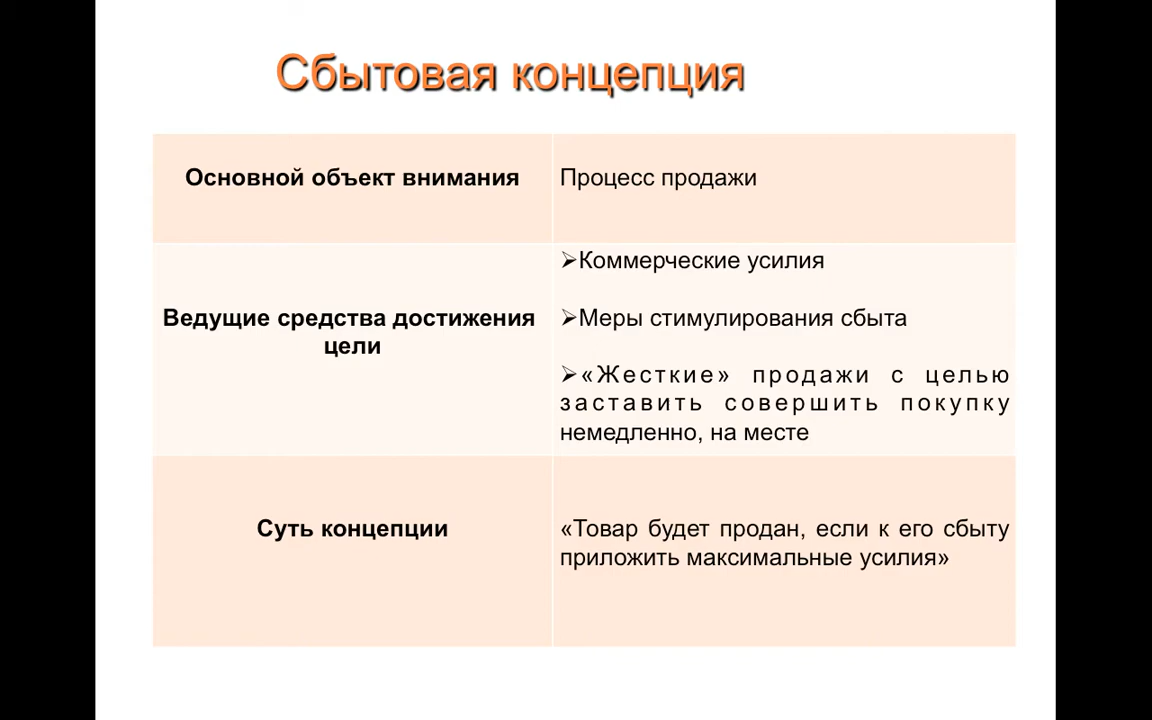 Сбытовая концепция
Основной объект внимания
Процесс продажи
Ведущие средства достижения
цели
➢Коммерческие усилия
➢Меры стимулирования сбыта
➢«Жесткие» продажи с целью
заставить совершить покупку
немедленно, на месте
Суть концепции
«Товар будет продан, если к его сбыту
приложить максимальные усилия»